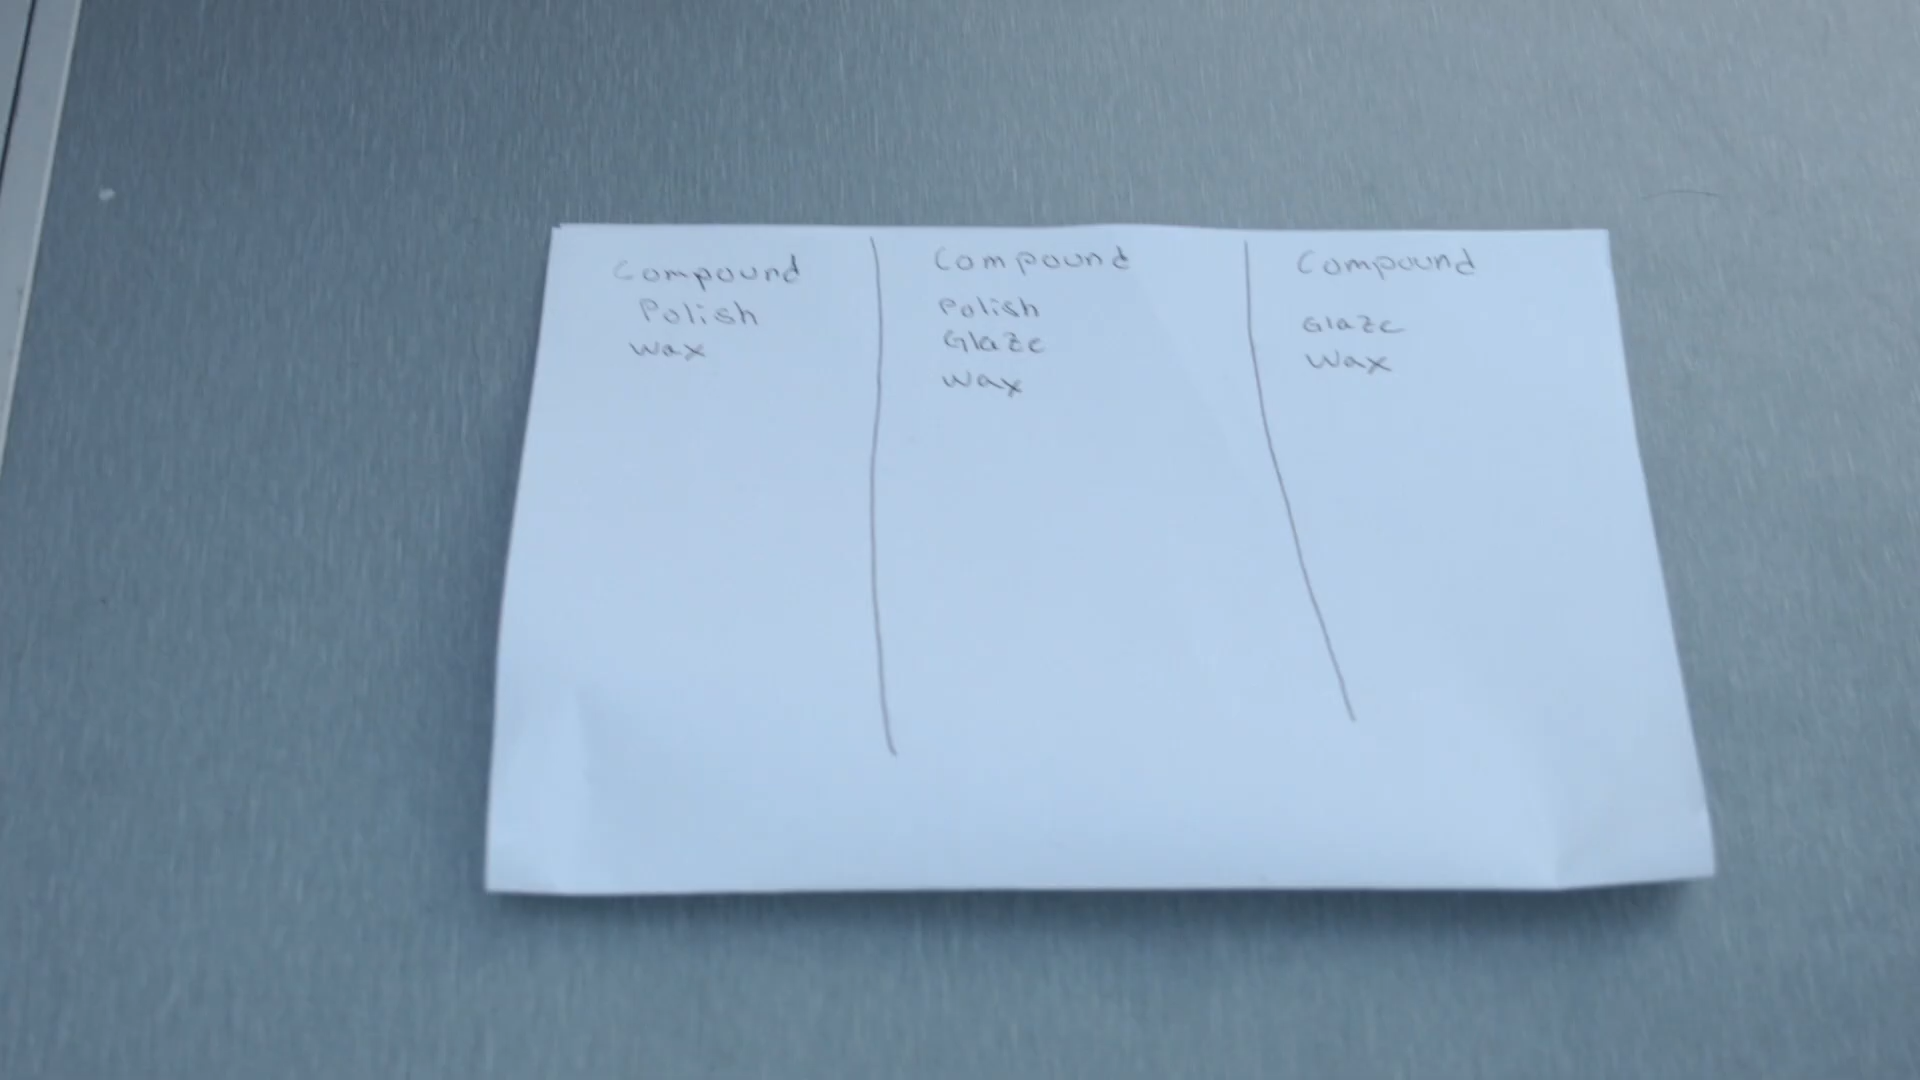 Compound
Polish
Wax
Compound
Polish
Glaze
Wax
Compound
Glaze
Wax